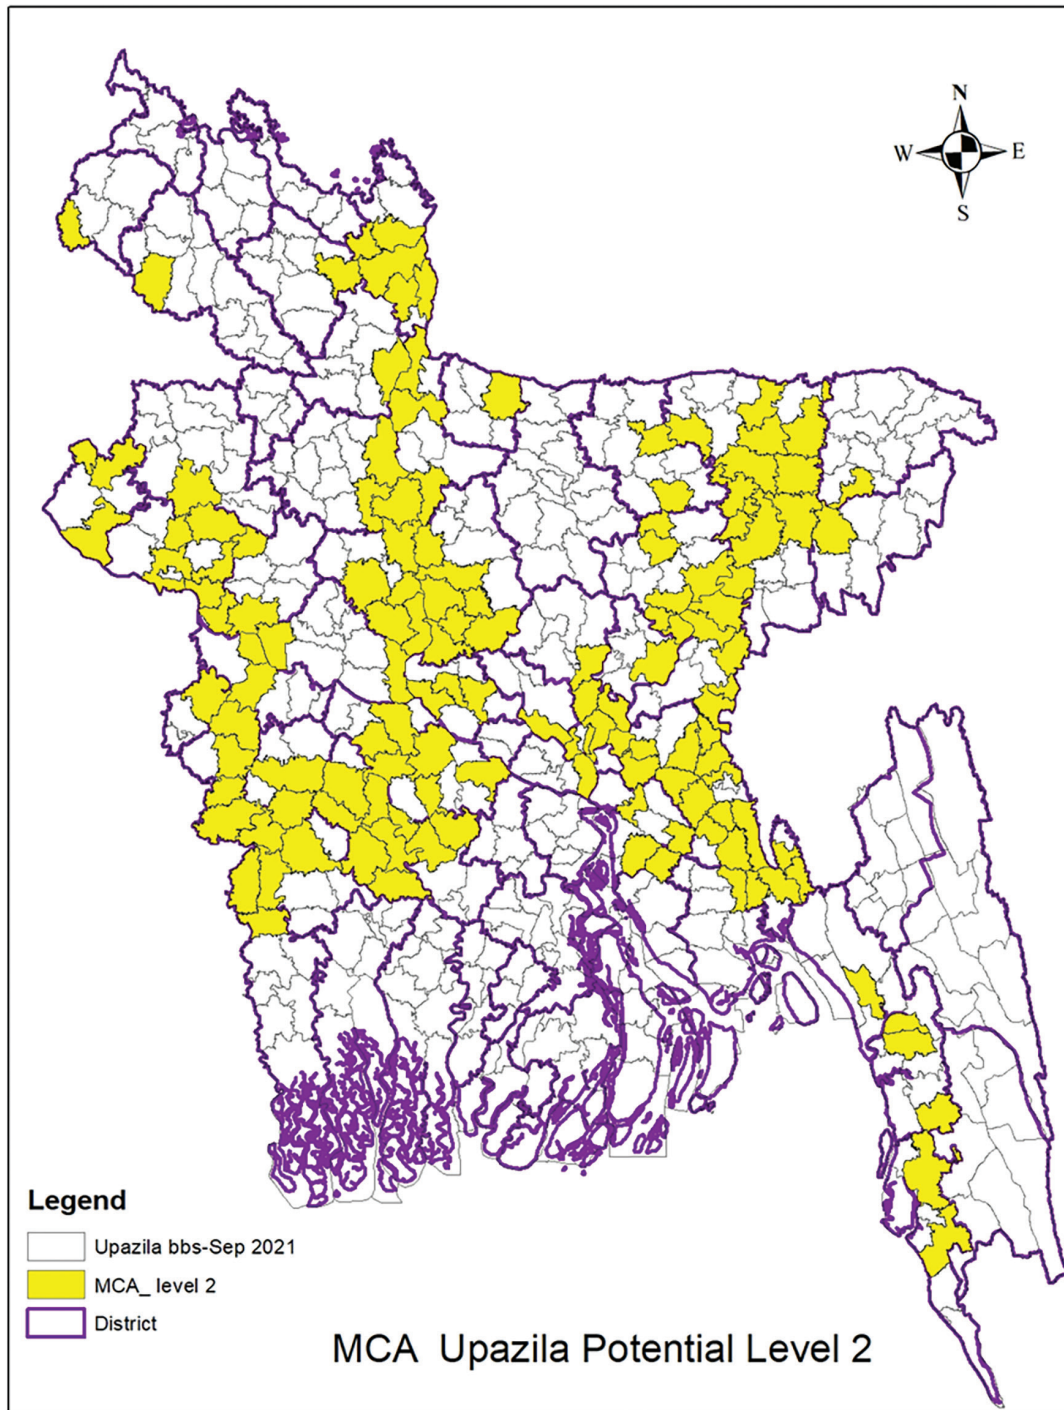 N
W E
S
Legend
Upazila bbs-Sep 2021
MCA_ level 2
District
MCA Upazila Potential Level 2